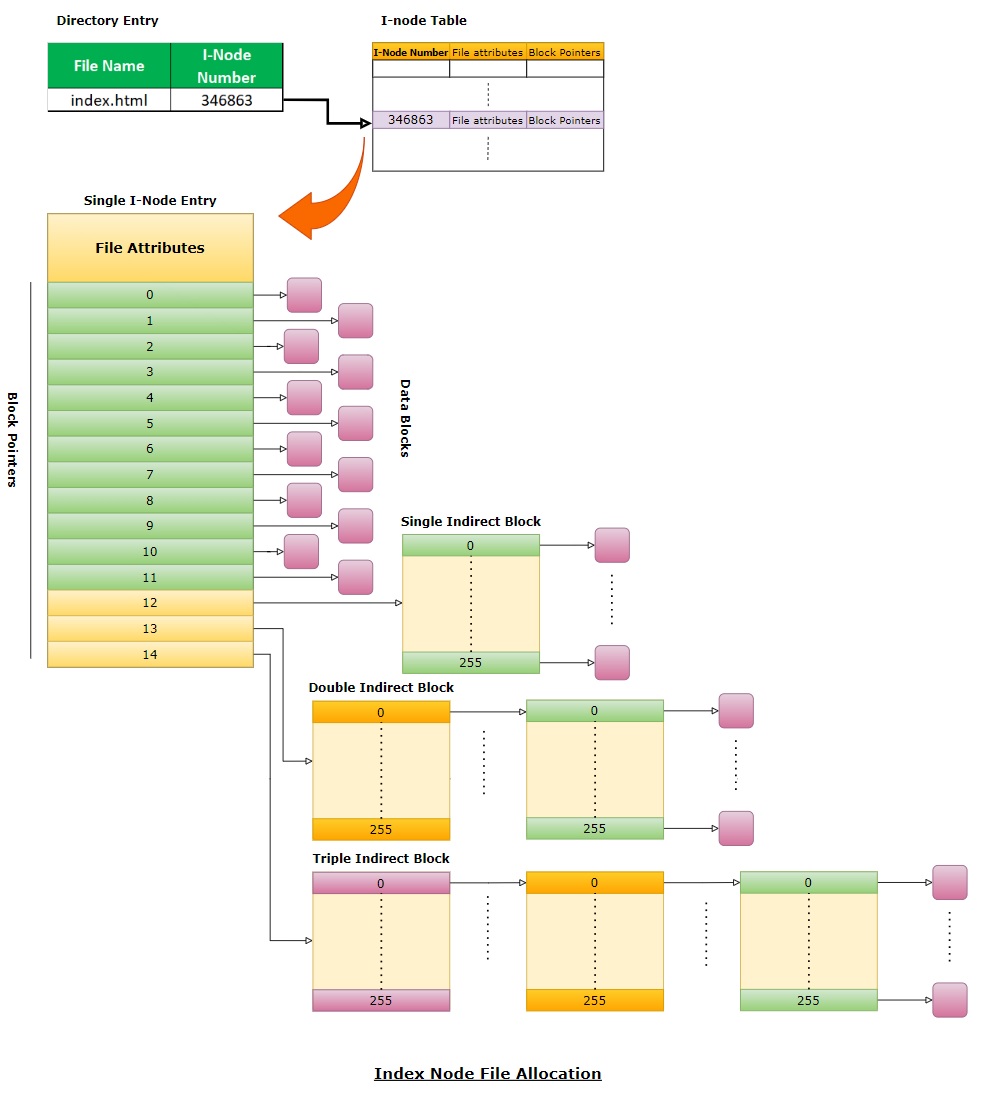 Directory Entry
I-node Table
File Name
I-Node
Number
index.html
346863
I-Node Number
File attributes
Block Pointers
346863
File attributes
Block Pointers
Single I-Node Entry
File Attributes
Block Pointers
0
1
2
3
4
5
6
7
8
9
10
11
12
13
14
Data Blocks
Single Indirect Block
0
255
Double Indirect Block
0
0
255
255
Triple Indirect Block
0
0
0
255
255
255
Index Node File Allocation